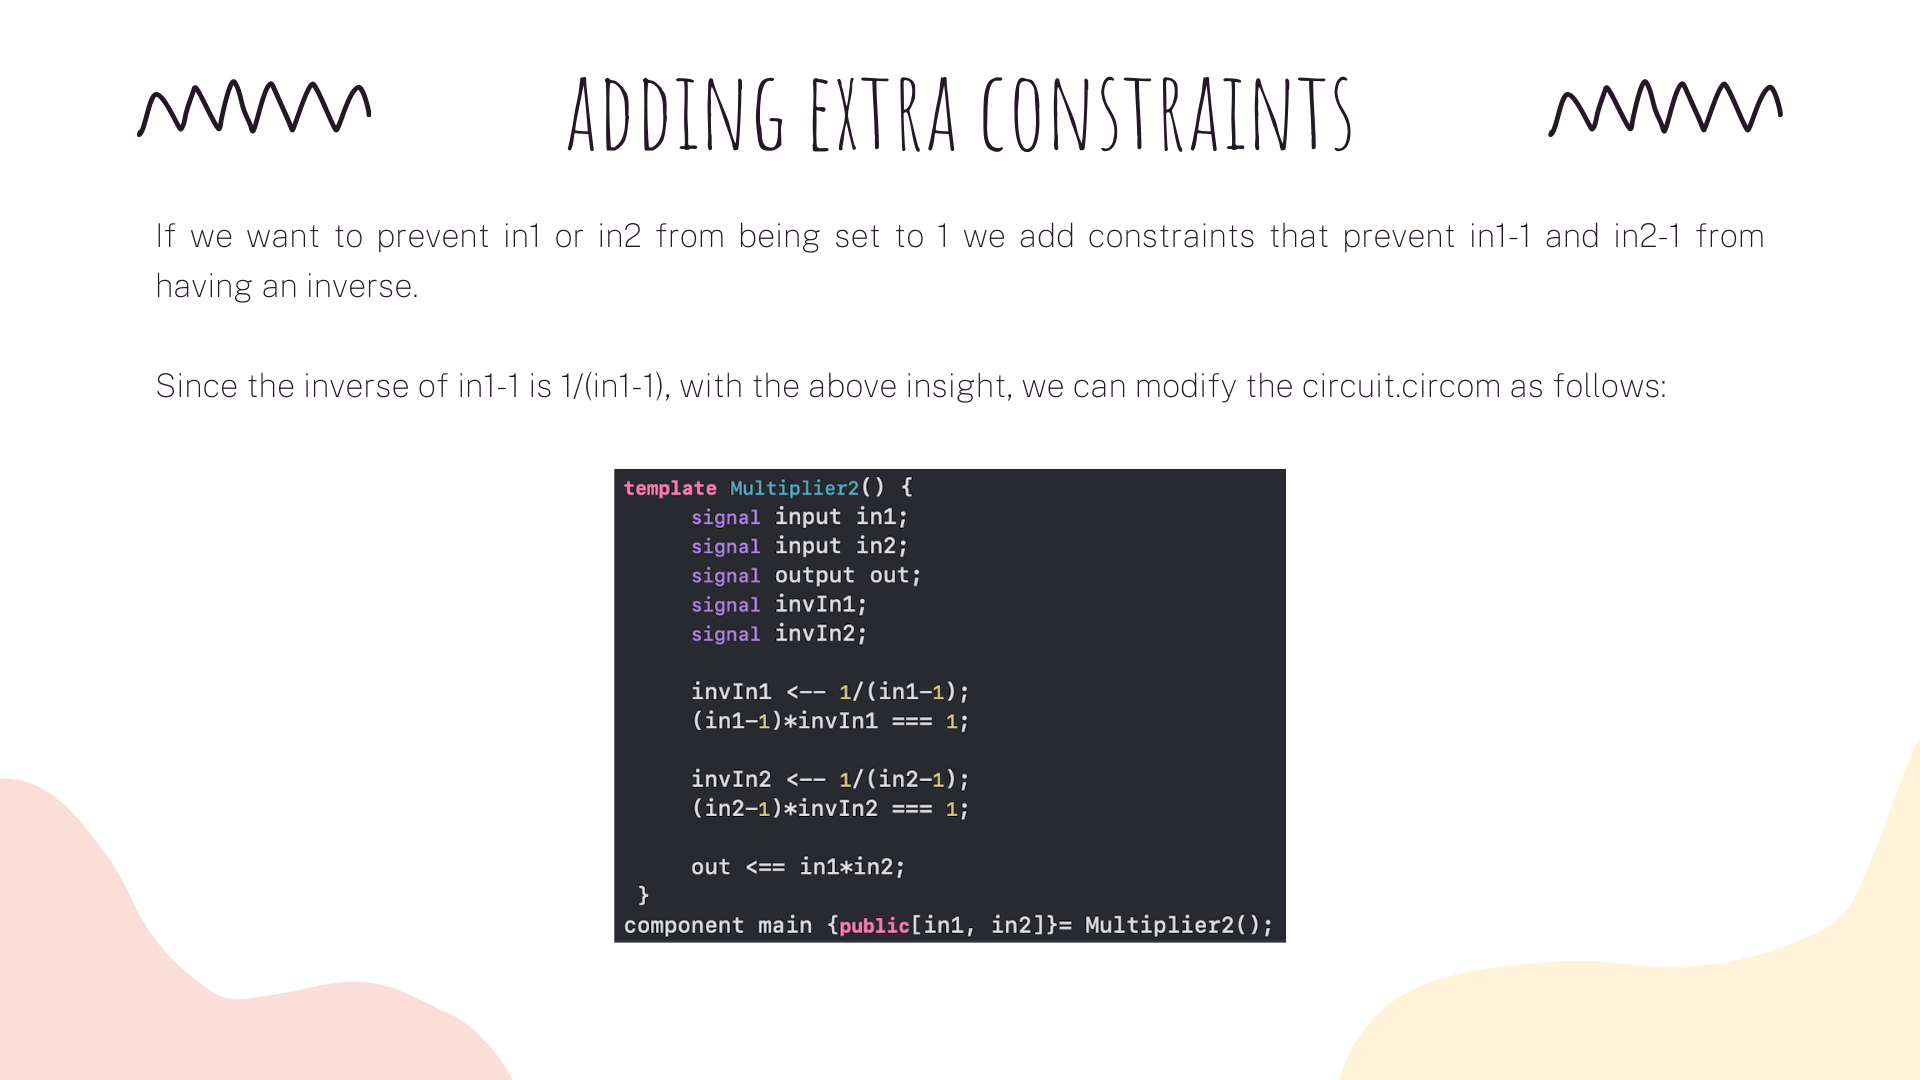 ADDING EXTRA CONSTRAINTS
If we want to prevent in1 or in2 from being set to 1 we add constraints that prevent in1-1 and in2-1 from
having an inverse.
Since the inverse of in1-1 is 1/(in1-1), with the above insight, we can modify the circuit.circom as follows:
template Multiplier2() {
signal input in1;
signal input in2;
signal output out;
signal invIn1;
signal invIn2;
invIn1 <-- 1/(in1-1);
(in1-1)*invIn1 === 1;
invIn2 <-- 1/(in2-1);
(in2-1)*invIn2 === 1;
out <== in1*in2;
}
component main {public[in1, in2]}= Multiplier2();